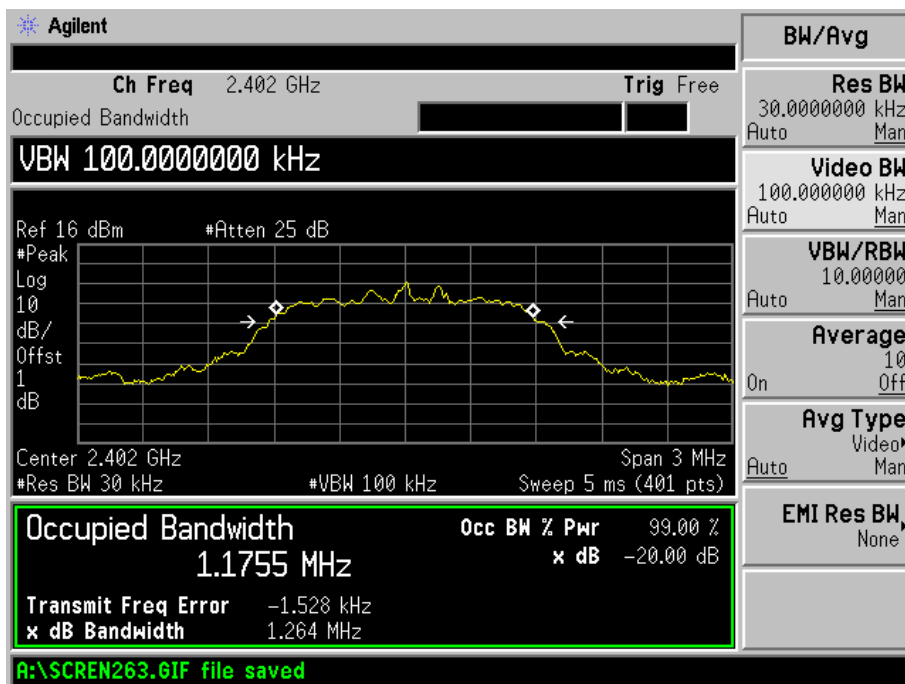 Agilent
Ch Freq 2.402 GHz Trig Free
Occupied Bandwidth
VBW 100.0000000 kHz
Ref 16 dBm #Atten 25 dB
#Peak
Log
10
dB/
Offst
1
dB
Center 2.402 GHz Span 3 MHz
#Res BW 30 kHz #VBW 100 kHz Sweep 5 ms (401 pts)
Occupied Bandwidth
1.1755 MHz
Occ BW % Pwr 99.00 %
x dB -20.00 dB
Transmit Freq Error -1.528 kHz
x dB Bandwidth 1.264 MHz
A:\SCREN263.GIF file saved
BW/Avg
Res BW
30.0000000 kHz
Auto Man
Video BW
100.000000 kHz
Auto Man
VBW/RBW
10.00000
Auto Man
Average
10
On Off
Avg Type
Video
Auto Man
EMI Res BW
None